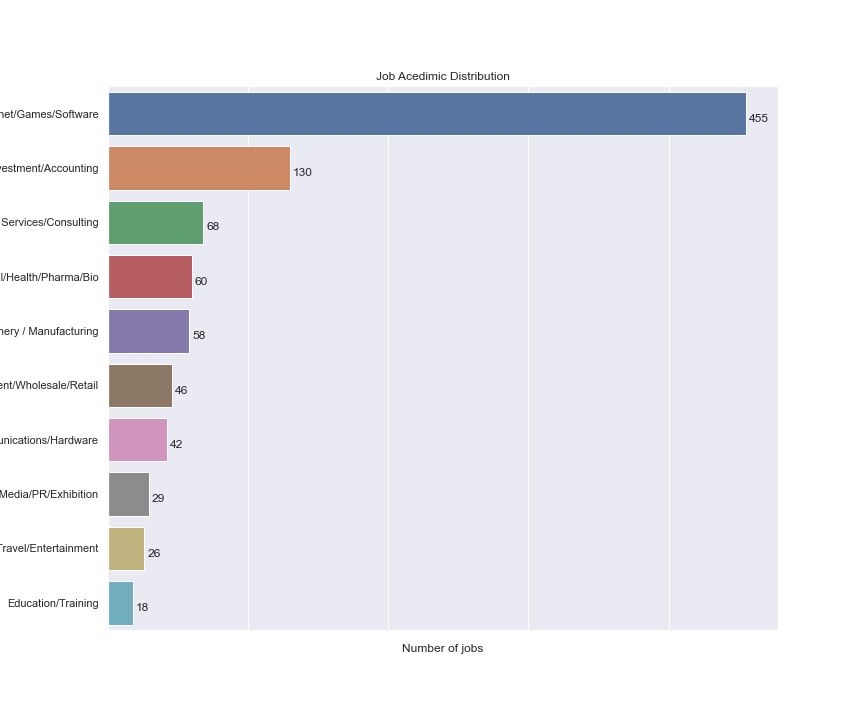 Job Acedimic Distribution
net/Games/Software 455
vestment/Accounting 130
Services/Consulting 68
l/Health/Pharma/Bio 60
nery / Manufacturing 58
ent/Wholesale/Retail 46
unications/Hardware 42
Media/PR/Exhibition 29
Travel/Entertainment 26
Education/Training 18
Number of jobs